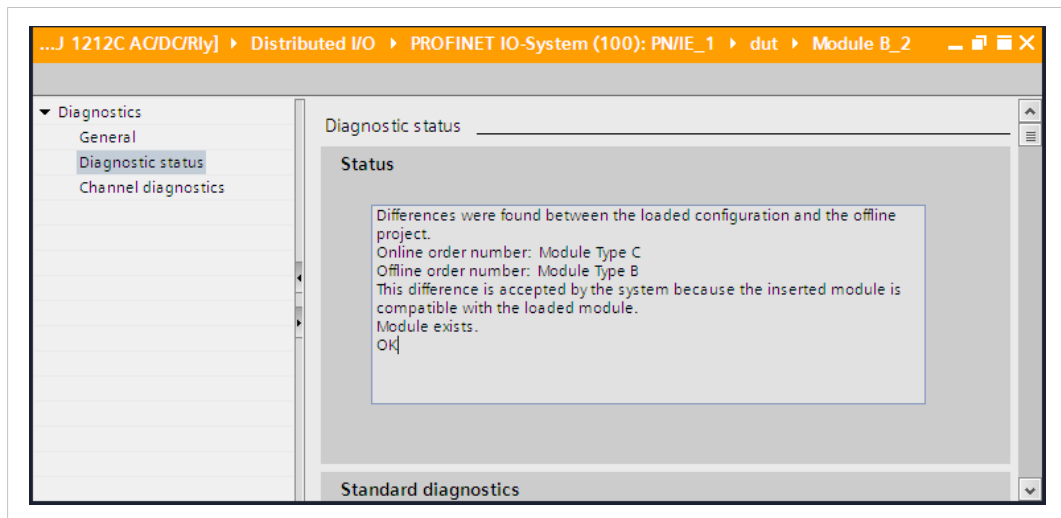 ...J 1212C AC/DC/Rly] ▸ Distributed I/O ▸ PROFINET IO-System (100): PN/IE_1 ▸ dut ▸ Module B_2
Diagnostics
General
Diagnostic status
Channel diagnostics
Diagnostic status
Status
Differences were found between the loaded configuration and the offline
project.
Online order number: Module Type C
Offline order number: Module Type B
This difference is accepted by the system because the inserted module is
compatible with the loaded module.
Module exists.
OK
Standard diagnostics